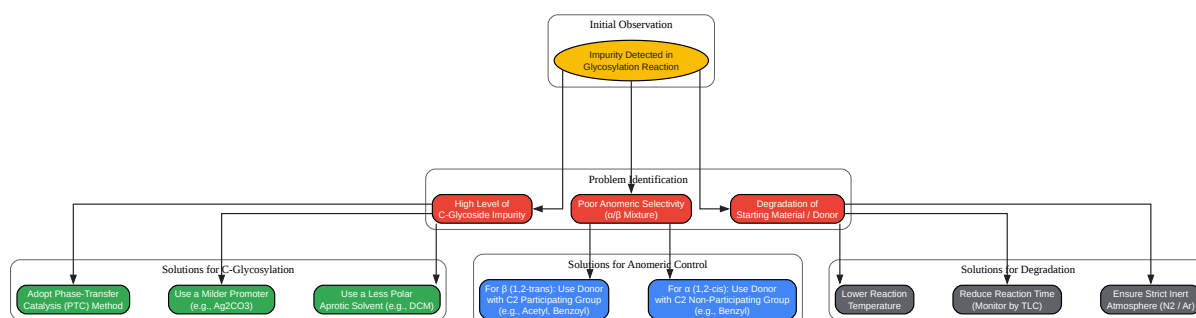 Initial Observation
Impurity Detected in
Glycosylation Reaction
Problem Identification
High Level of
C-Glycoside Impurity
Poor Anomeric Selectivity
(α/β Mixture)
Degradation of
Starting Material / Donor
Solutions for C-Glycosylation
Adopt Phase-Transfer
Catalysis (PTC) Method
Use a Milder Promoter
(e.g., Ag2CO3)
Use a Less Polar
Aprotic Solvent (e.g., DCM)
Solutions for Anomeric Control
For β (1,2-trans): Use Donor
with C2 Participating Group
(e.g., Acetyl, Benzoyl)
For α (1,2-cis): Use Donor
with C2 Non-Participating Group
(e.g., Benzyl)
Solutions for Degradation
Lower Reaction
Temperature
Reduce Reaction Time
(Monitor by TLC)
Ensure Strict Inert
Atmosphere (N2 / Ar)